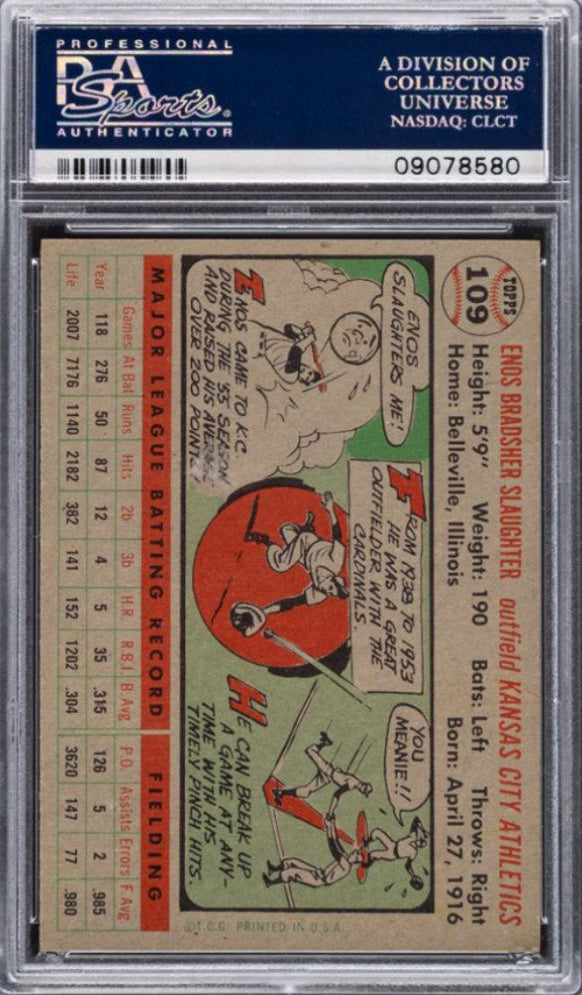 PROFESSIONAL
PSA
Sports®
AUTHENTICATOR
A DIVISION OF
COLLECTORS
UNIVERSE
NASDAQ: CLCT
09078580
TOPPS
109
ENOS BRADSHER SLAUGHTER outfield KANSAS CITY ATHLETICS
Height: 5'9" Weight: 190 Bats: Left Throws: Right
Home: Belleville, Illinois Born: April 27, 1916
ENOS
SLAUGHTERS ME!
ENOS CAME TO K.C.
DURING THE '55 SEASON
AND RAISED HIS AVERAGE
OVER 200 POINTS!
FROM 1938 TO 1953
HE WAS A GREAT
OUTFIELDER WITH THE
CARDINALS.
YOU
MEANIE!!
HE CAN BREAK UP
A GAME AT ANY-
TIME WITH HIS
TIMELY PINCH HITS.
MAJOR LEAGUE BATTING RECORD FIELDING
Games At Bat Runs Hits 2b 3b H.R. R.B.I. B Avg. P.O. Assists Errors F. Avg.
Year 118 276 50 87 12 4 5 35 .315 126 5 2 .985
Life 2007 7176 1140 2182 382 141 152 1202 .304 3620 147 77 .980
©T.C.G. PRINTED IN U.S.A.